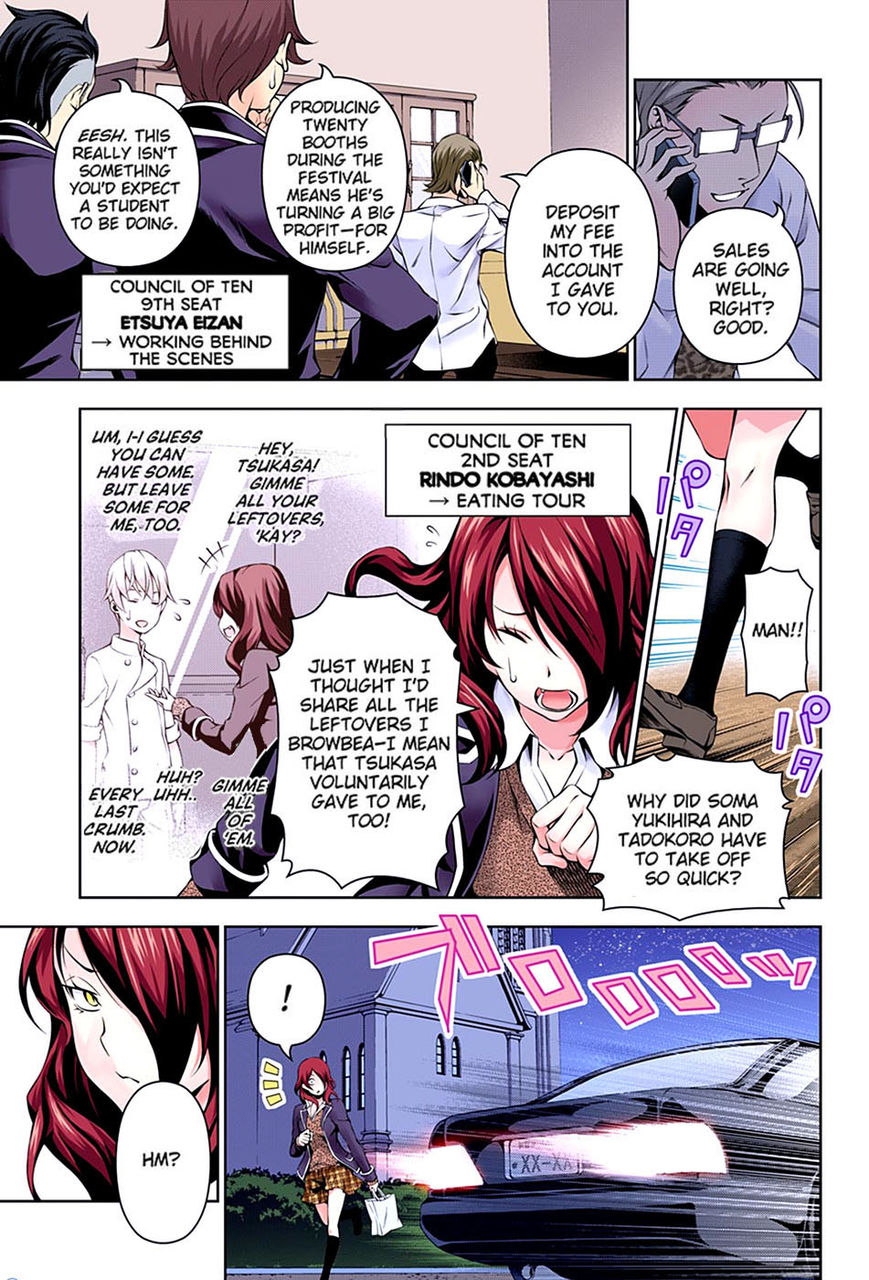 SALES
ARE GOING
WELL,
RIGHT?
GOOD.
DEPOSIT
MY FEE
INTO THE
ACCOUNT
I GAVE
TO YOU.
PRODUCING
TWENTY
BOOTHS
DURING THE
FESTIVAL
MEANS HE'S
TURNING A BIG
PROFIT—FOR
HIMSELF.
EESH. THIS
REALLY ISN'T
SOMETHING
YOU'D EXPECT
A STUDENT
TO BE DOING.
COUNCIL OF TEN
9TH SEAT
ETSUYA EIZAN
→ WORKING BEHIND
THE SCENES
パタ
MAN!!
パタ
WHY DID SOMA
YUKIHIRA AND
TADOKORO HAVE
TO TAKE OFF
SO QUICK?
COUNCIL OF TEN
2ND SEAT
RINDO KOBAYASHI
→ EATING TOUR
JUST WHEN I
THOUGHT I'D
SHARE ALL THE
LEFTOVERS I
BROWBEA—I MEAN
THAT TSUKASA
VOLUNTARILY
GAVE TO ME,
TOO!
HEY,
TSUKASA!
GIMME
ALL YOUR
LEFTOVERS,
'KAY?
UM, I-I GUESS
YOU CAN
HAVE SOME.
BUT LEAVE
SOME FOR
ME, TOO.
GIMME
ALL
OF
'EM.
HUH?
UHH..
EVERY
LAST
CRUMB.
NOW.
ブロロロロッ
!
XX-XX
HM?